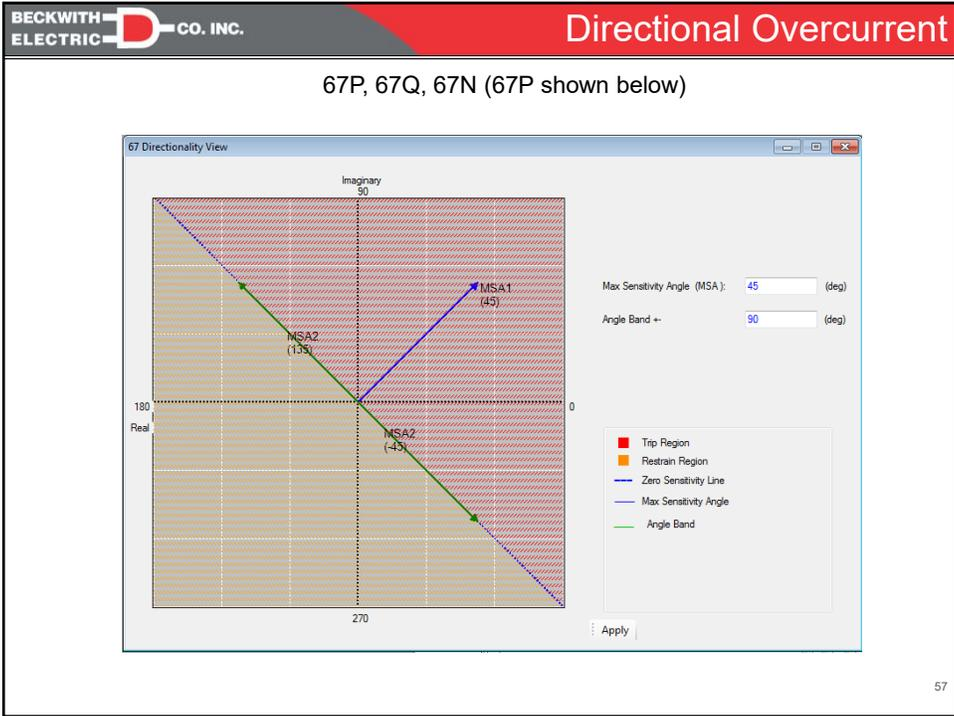 BECKWITH
ELECTRIC
CO. INC.
Directional Overcurrent
67P, 67Q, 67N (67P shown below)
67 Directionality View
Imaginary
90
MSA1
(45)
MSA2
(135)
180
0
Real
MSA2
(-45)
270
Max Sensitivity Angle (MSA ): 45 (deg)
Angle Band +- 90 (deg)
Trip Region
Restrain Region
Zero Sensitivity Line
Max Sensitivity Angle
Angle Band
Apply
57